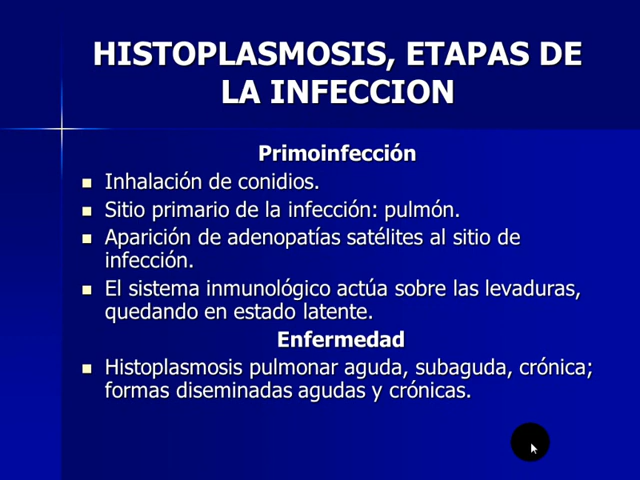 HISTOPLASMOSIS, ETAPAS DE
LA INFECCION
Primoinfección
Inhalación de conidios.
Sitio primario de la infección: pulmón.
Aparición de adenopatías satélites al sitio de
infección.
El sistema inmunológico actúa sobre las levaduras,
quedando en estado latente.
Enfermedad
Histoplasmosis pulmonar aguda, subaguda, crónica;
formas diseminadas agudas y crónicas.